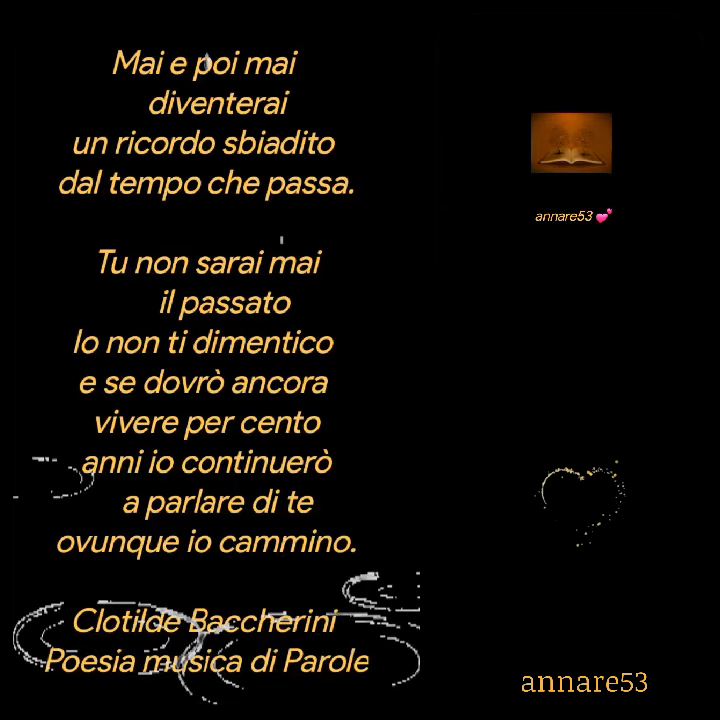 Mai e poi mai
diventerai
un ricordo sbiadito
dal tempo che passa.
Tu non sarai mai
il passato
Io non ti dimentico
e se dovrò ancora
vivere per cento
anni io continuerò
a parlare di te
ovunque io cammino.
Clotilde Baccherini
Poesia musica di Parole
annare53 💕
annare53